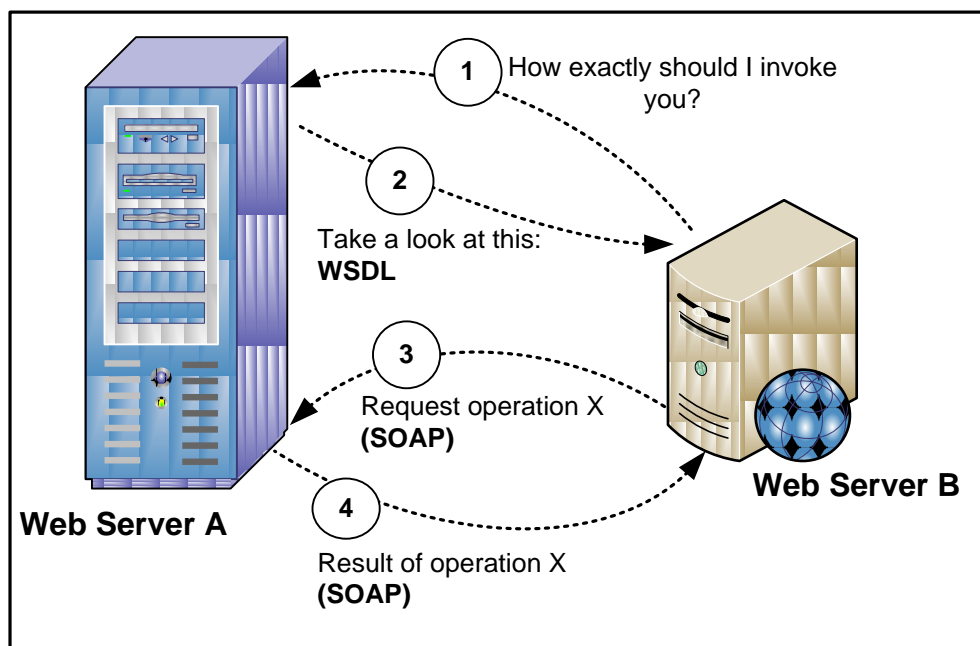 1
How exactly should I invoke
you?
2
Take a look at this:
WSDL
3
Request operation X
(SOAP)
Web Server B
Web Server A
4
Result of operation X
(SOAP)